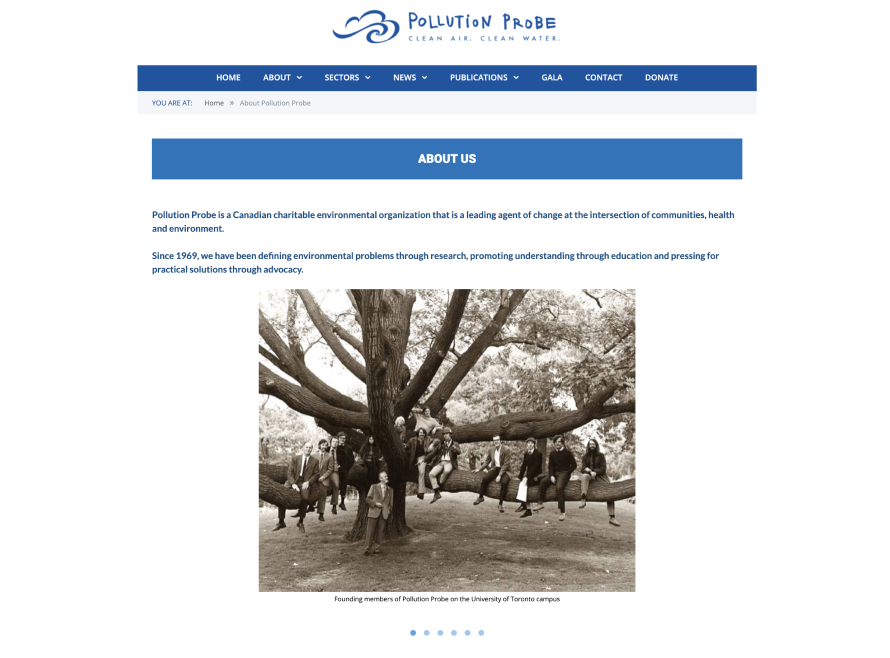 POLLUTION PROBE
CLEAN AIR. CLEAN WATER.
HOME ABOUT SECTORS NEWS PUBLICATIONS GALA CONTACT DONATE
YOU ARE AT: Home » About Pollution Probe
ABOUT US
Pollution Probe is a Canadian charitable environmental organization that is a leading agent of change at the intersection of communities, health
and environment.
Since 1969, we have been defining environmental problems through research, promoting understanding through education and pressing for
practical solutions through advocacy.
Founding members of Pollution Probe on the University of Toronto campus